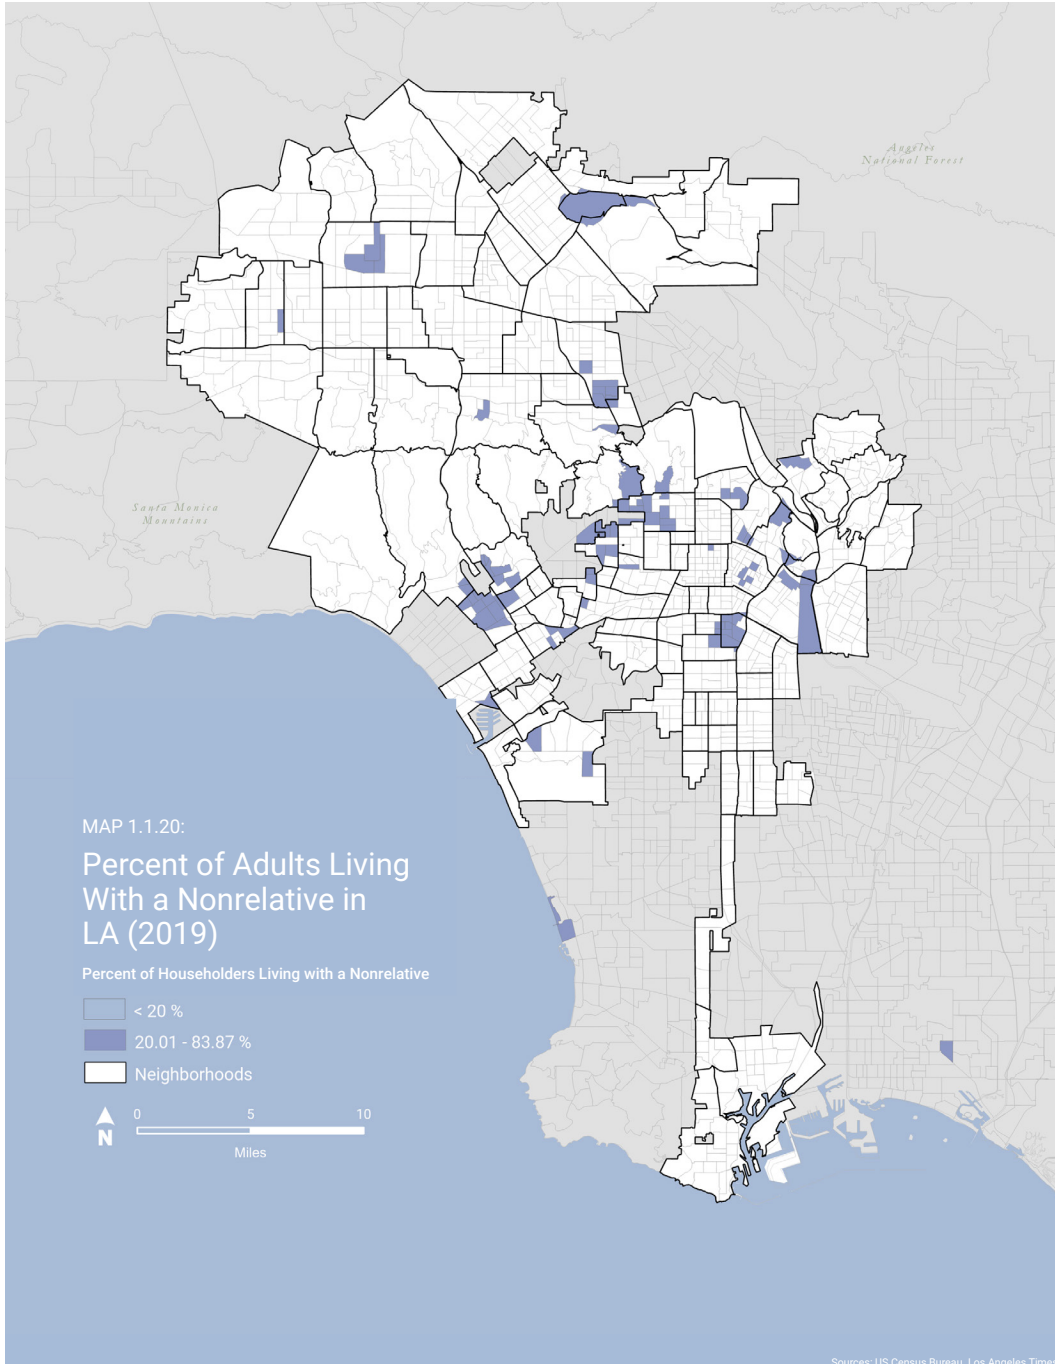 Angeles
National Forest
Santa Monica
Mountains
MAP 1.1.20:
Percent of Adults Living
With a Nonrelative in
LA (2019)
Percent of Householders Living with a Nonrelative
< 20 %
20.01 - 83.87 %
Neighborhoods
0 5 10
N
Miles
Sources: US Census Bureau, Los Angeles Times